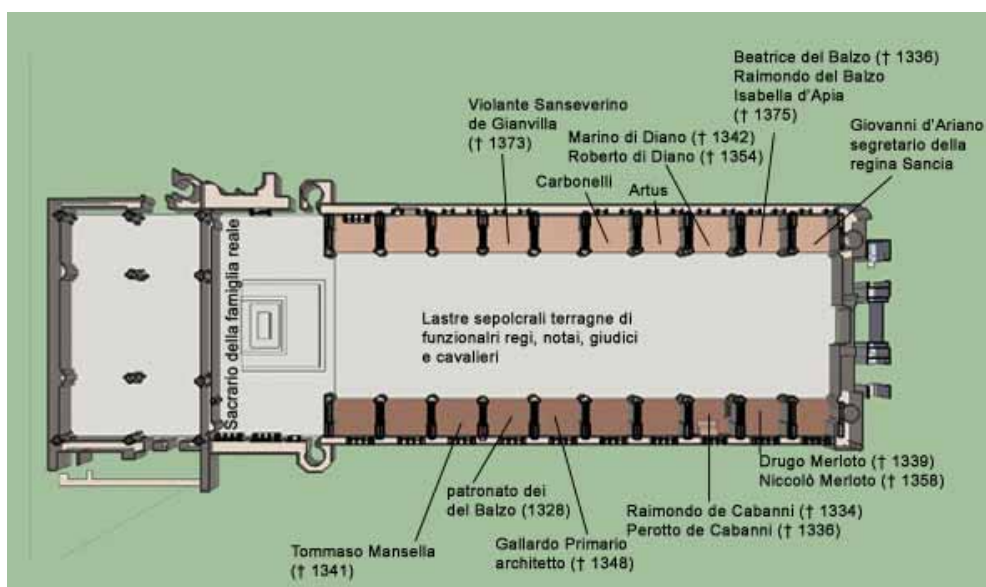 Beatrice del Balzo († 1336)
Raimondo del Balzo
Isabella d'Apia
(† 1375)
Violante Sanseverino
de Gianvilla
(† 1373)
Marino di Diano († 1342)
Roberto di Diano († 1354)
Giovanni d'Ariano
segretario della
regina Sancia
Carbonelli
Artus
Sacrario della famiglia reale
Lastre sepolcrali terragne di
funzionalri regi, notai, giudici
e cavalieri
Drugo Merloto († 1339)
Niccolò Merloto († 1358)
patronato dei
del Balzo (1328)
Raimondo de Cabanni († 1334)
Perotto de Cabanni († 1336)
Tommaso Mansella
(† 1341)
Gallardo Primario
architetto († 1348)